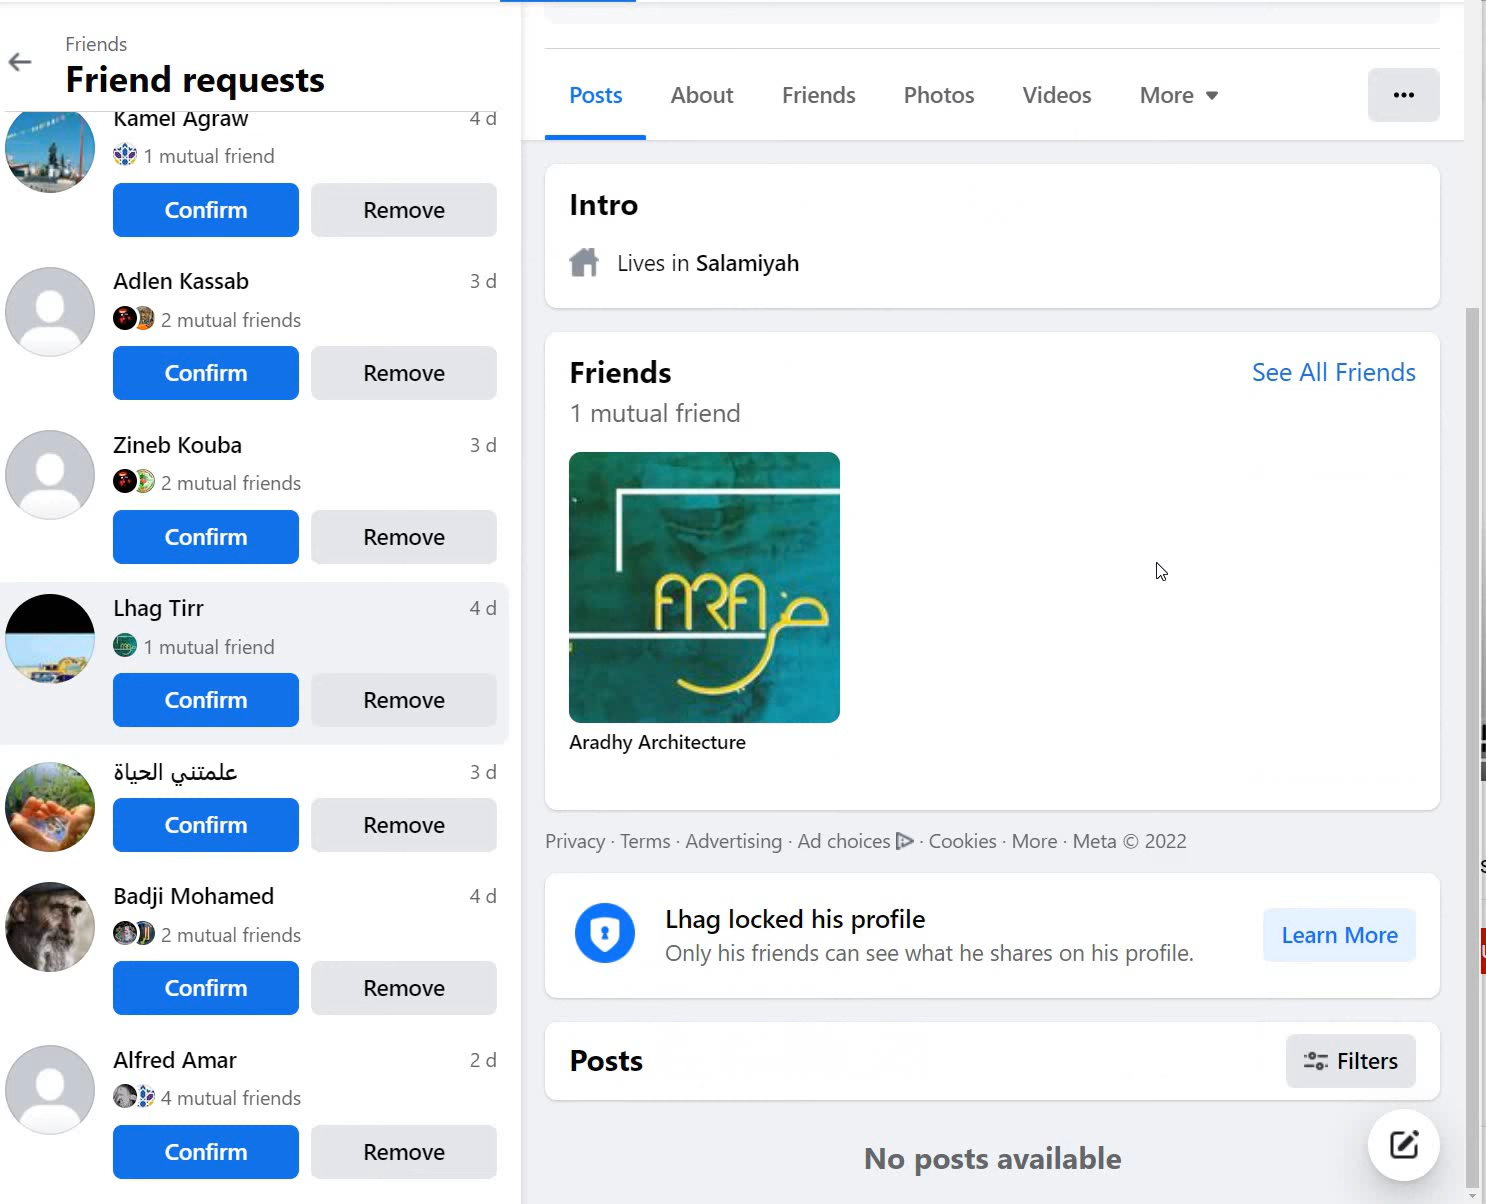 Friends
Friend requests
Kamel Agraw
4 d
1 mutual friend
Confirm
Remove
Adlen Kassab
3 d
2 mutual friends
Confirm
Remove
Zineb Kouba
3 d
2 mutual friends
Confirm
Remove
Lhag Tirr
4 d
1 mutual friend
Confirm
Remove
علمتني الحياة
3 d
Confirm
Remove
Badji Mohamed
4 d
2 mutual friends
Confirm
Remove
Alfred Amar
2 d
4 mutual friends
Confirm
Remove
Posts
About
Friends
Photos
Videos
More
Intro
Lives in Salamiyah
Friends
See All Friends
1 mutual friend
ARA ض
Aradhy Architecture
Privacy · Terms · Advertising · Ad choices · Cookies · More · Meta © 2022
Lhag locked his profile
Only his friends can see what he shares on his profile.
Learn More
Posts
Filters
No posts available